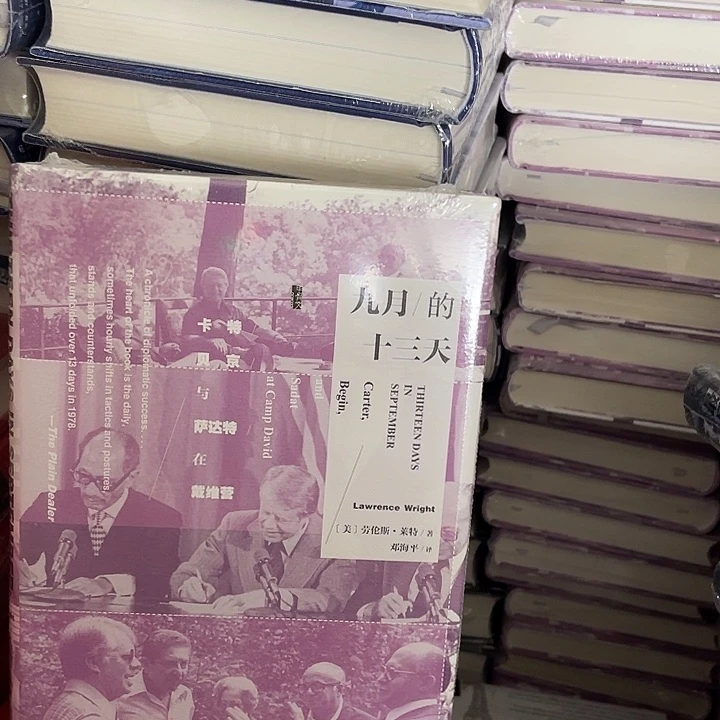 九月/的
十三天
THIRTEEN DAYS
IN
SEPTEMBER
Carter,
Begin,
and
Sadat
at Camp David
Lawrence Wright
[美] 劳伦斯·莱特 / 著
邓海平 / 译
卡特
贝京
与
萨达特
在
戴维营
A chronicle of diplomatic success. . . .
The heart of the book is the daily,
sometimes hourly shifts in tactics and postures,
stands and counterstands,
that unfolded over 13 days in 1978.
—The Plain Dealer